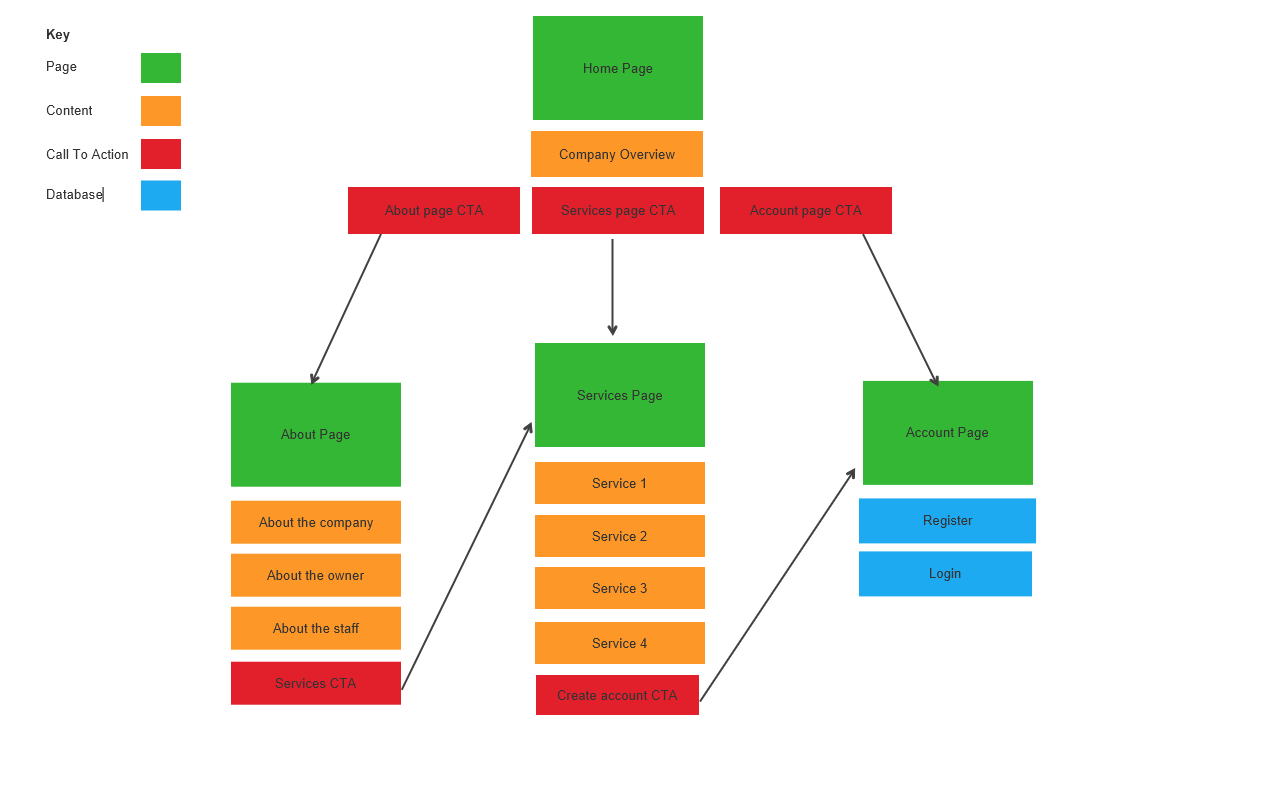 Key
Page
Content
Call To Action
Database
Home Page
Company Overview
About page CTA
Services page CTA
Account page CTA
About Page
About the company
About the owner
About the staff
Services CTA
Services Page
Service 1
Service 2
Service 3
Service 4
Create account CTA
Account Page
Register
Login